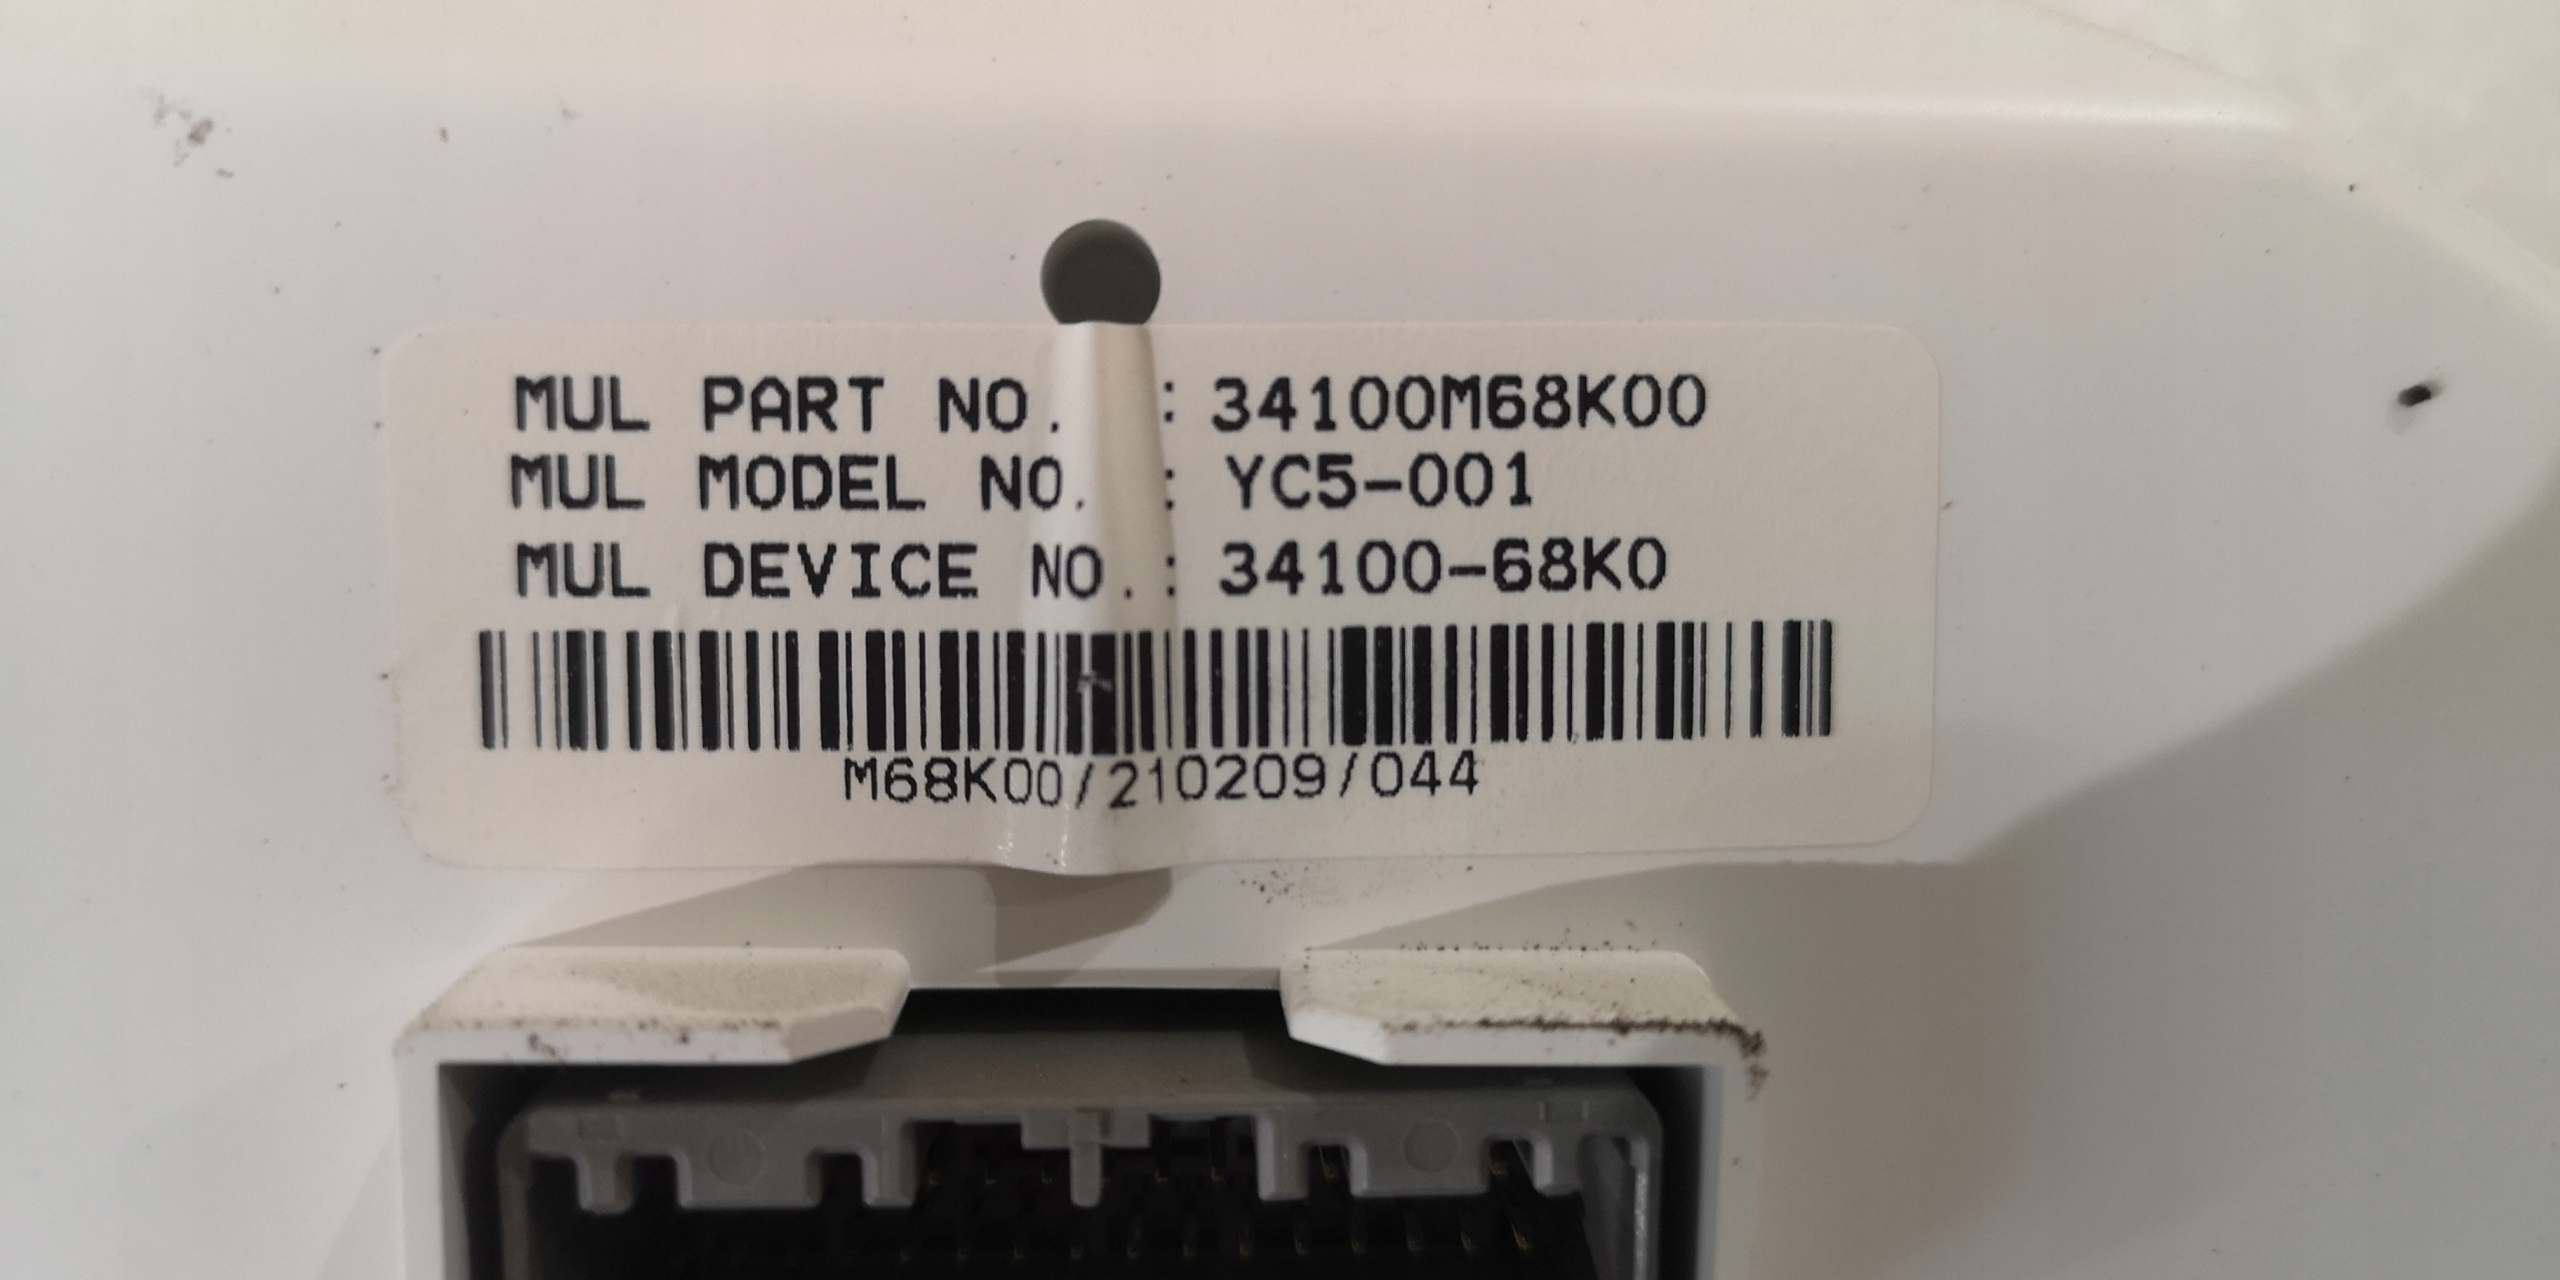 MUL PART NO. : 34100M68K00
MUL MODEL NO. : YC5-001
MUL DEVICE NO.: 34100-68K0
M68K00/210209/044